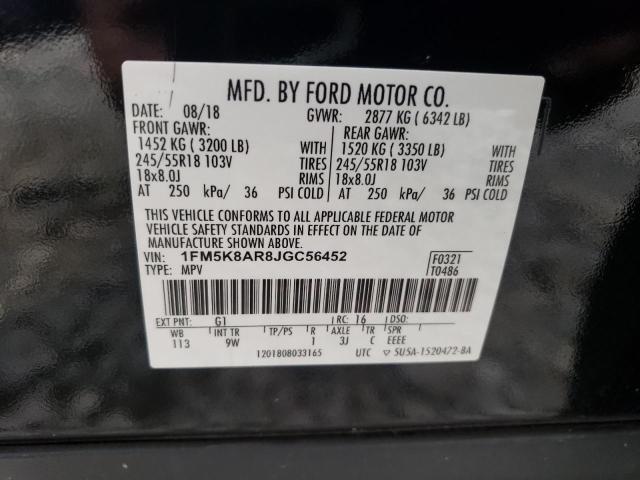 MFD. BY FORD MOTOR CO.
DATE: 08/18 GVWR: 2877 KG ( 6342 LB)
FRONT GAWR: REAR GAWR:
1452 KG ( 3200 LB) WITH 1520 KG ( 3350 LB) WITH
245/55R18 103V TIRES 245/55R18 103V TIRES
18x8.0J RIMS 18x8.0J RIMS
AT 250 kPa/ 36 PSI COLD AT 250 kPa/ 36 PSI COLD
THIS VEHICLE CONFORMS TO ALL APPLICABLE FEDERAL MOTOR
VEHICLE SAFETY STANDARDS IN EFFECT ON THE DATE OF
MANUFACTURE SHOWN ABOVE.
VIN: 1FM5K8AR8JGC56452 F0321
TYPE: MPV T0486
EXT PNT: G1 RC: 16 DSO:
WB INT TR TP/PS R AXLE TR SPR
113 9W 1 3J C EEEE
1201808033165 UTC ▽ 5U5A-1520472-BA